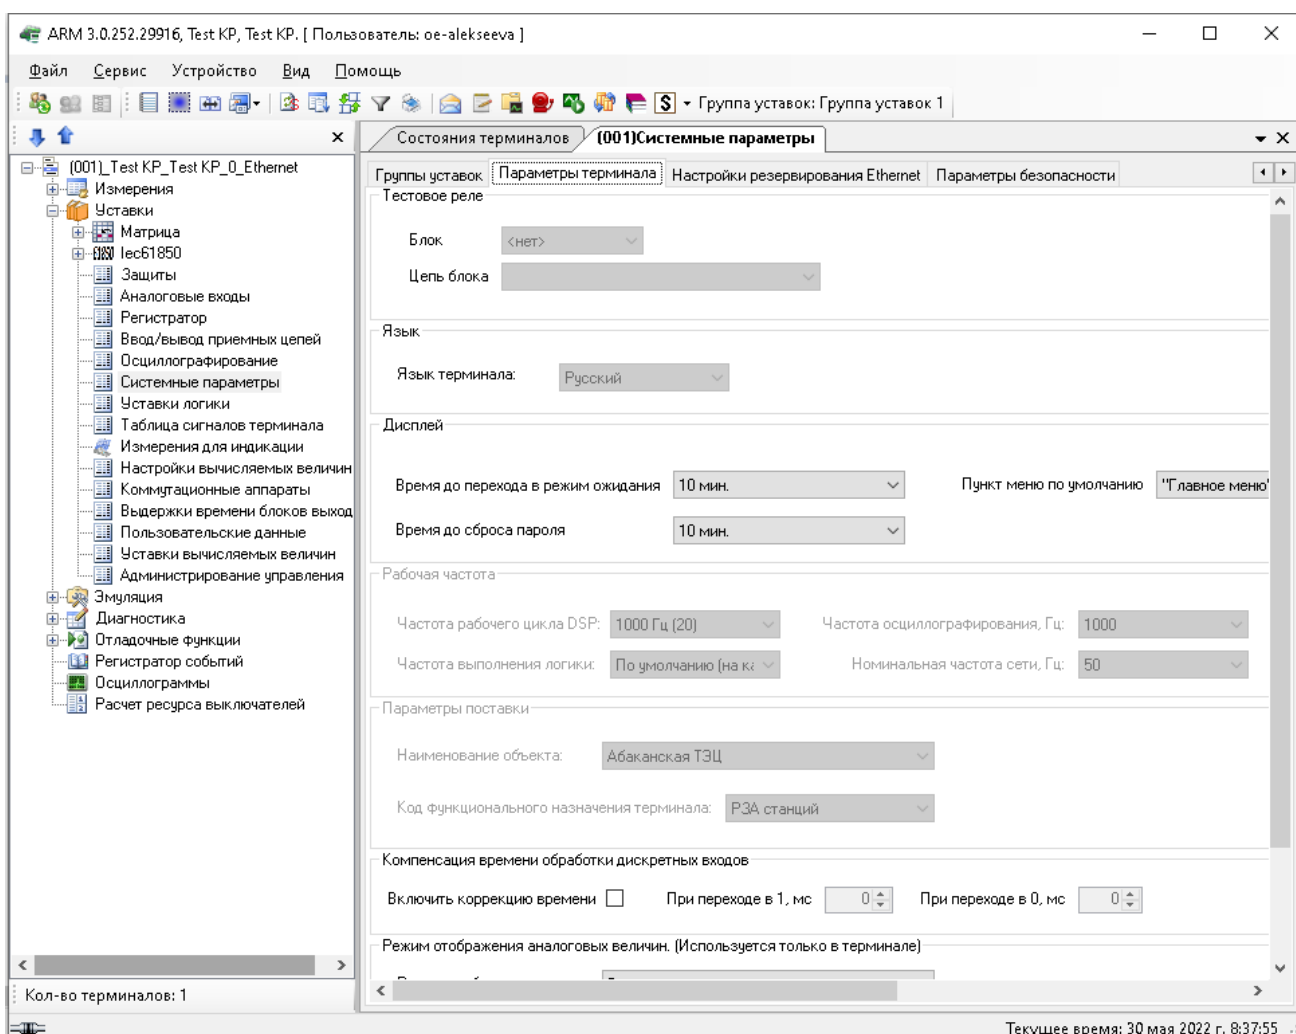 ARM 3.0.252.29916, Test KP, Test KP. [ Пользователь: oe-alekseeva ]
Файл Сервис Устройство Вид Помощь
S Группа уставок: Группа уставок 1
Состояния терминалов (001)Системные параметры
(001)_Test KP_Test KP_0_Ethernet
Измерения
Уставки
Матрица
Iec61850
Защиты
Аналоговые входы
Регистратор
Ввод/вывод приемных цепей
Осциллографирование
Системные параметры
Уставки логики
Таблица сигналов терминала
Измерения для индикации
Настройки вычисляемых величин
Коммутационные аппараты
Выдержки времени блоков выход
Пользовательские данные
Уставки вычисляемых величин
Администрирование управления
Эмуляция
Диагностика
Отладочные функции
Регистратор событий
Осциллограммы
Расчет ресурса выключателей
Кол-во терминалов: 1
Группы уставок Параметры терминала Настройки резервирования Ethernet Параметры безопасности
Тестовое реле
Блок <нет>
Цепь блока
Язык
Язык терминала: Русский
Дисплей
Время до перехода в режим ожидания 10 мин. Пункт меню по умолчанию "Главное меню"
Время до сброса пароля 10 мин.
Рабочая частота
Частота рабочего цикла DSP: 1000 Гц (20) Частота осциллографирования, Гц: 1000
Частота выполнения логики: По умолчанию (на ка Номинальная частота сети, Гц: 50
Параметры поставки
Наименование объекта: Абаканская ТЭЦ
Код функционального назначения терминала: РЗА станций
Компенсация времени обработки дискретных входов
Включить коррекцию времени При переходе в 1, мс 0 При переходе в 0, мс 0
Режим отображения аналоговых величин. (Используется только в терминале)
Текущее время: 30 мая 2022 г. 8:37:55